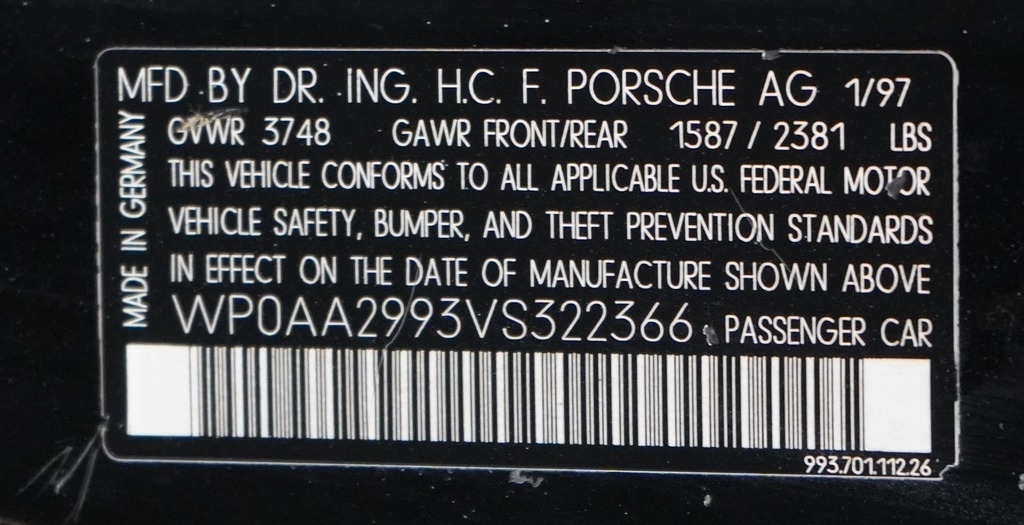 MFD BY DR. ING. H.C. F. PORSCHE AG 1/97
GVWR 3748 GAWR FRONT/REAR 1587 / 2381 LBS
THIS VEHICLE CONFORMS TO ALL APPLICABLE U.S. FEDERAL MOTOR
VEHICLE SAFETY, BUMPER, AND THEFT PREVENTION STANDARDS
IN EFFECT ON THE DATE OF MANUFACTURE SHOWN ABOVE
WP0AA2993VS322366 PASSENGER CAR
MADE IN GERMANY
993.701.112.26